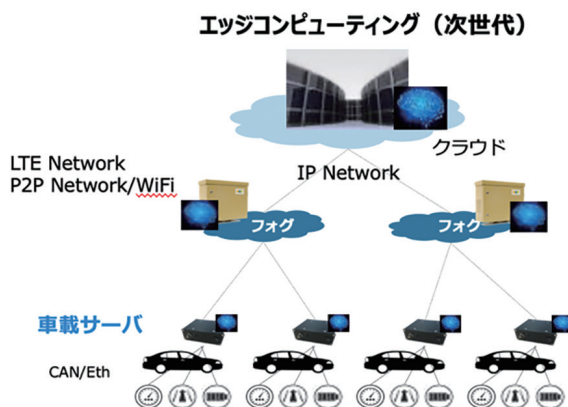 エッジコンピューティング（次世代）
クラウド
LTE Network
P2P Network/WiFi
IP Network
フォグ
フォグ
車載サーバ
CAN/Eth